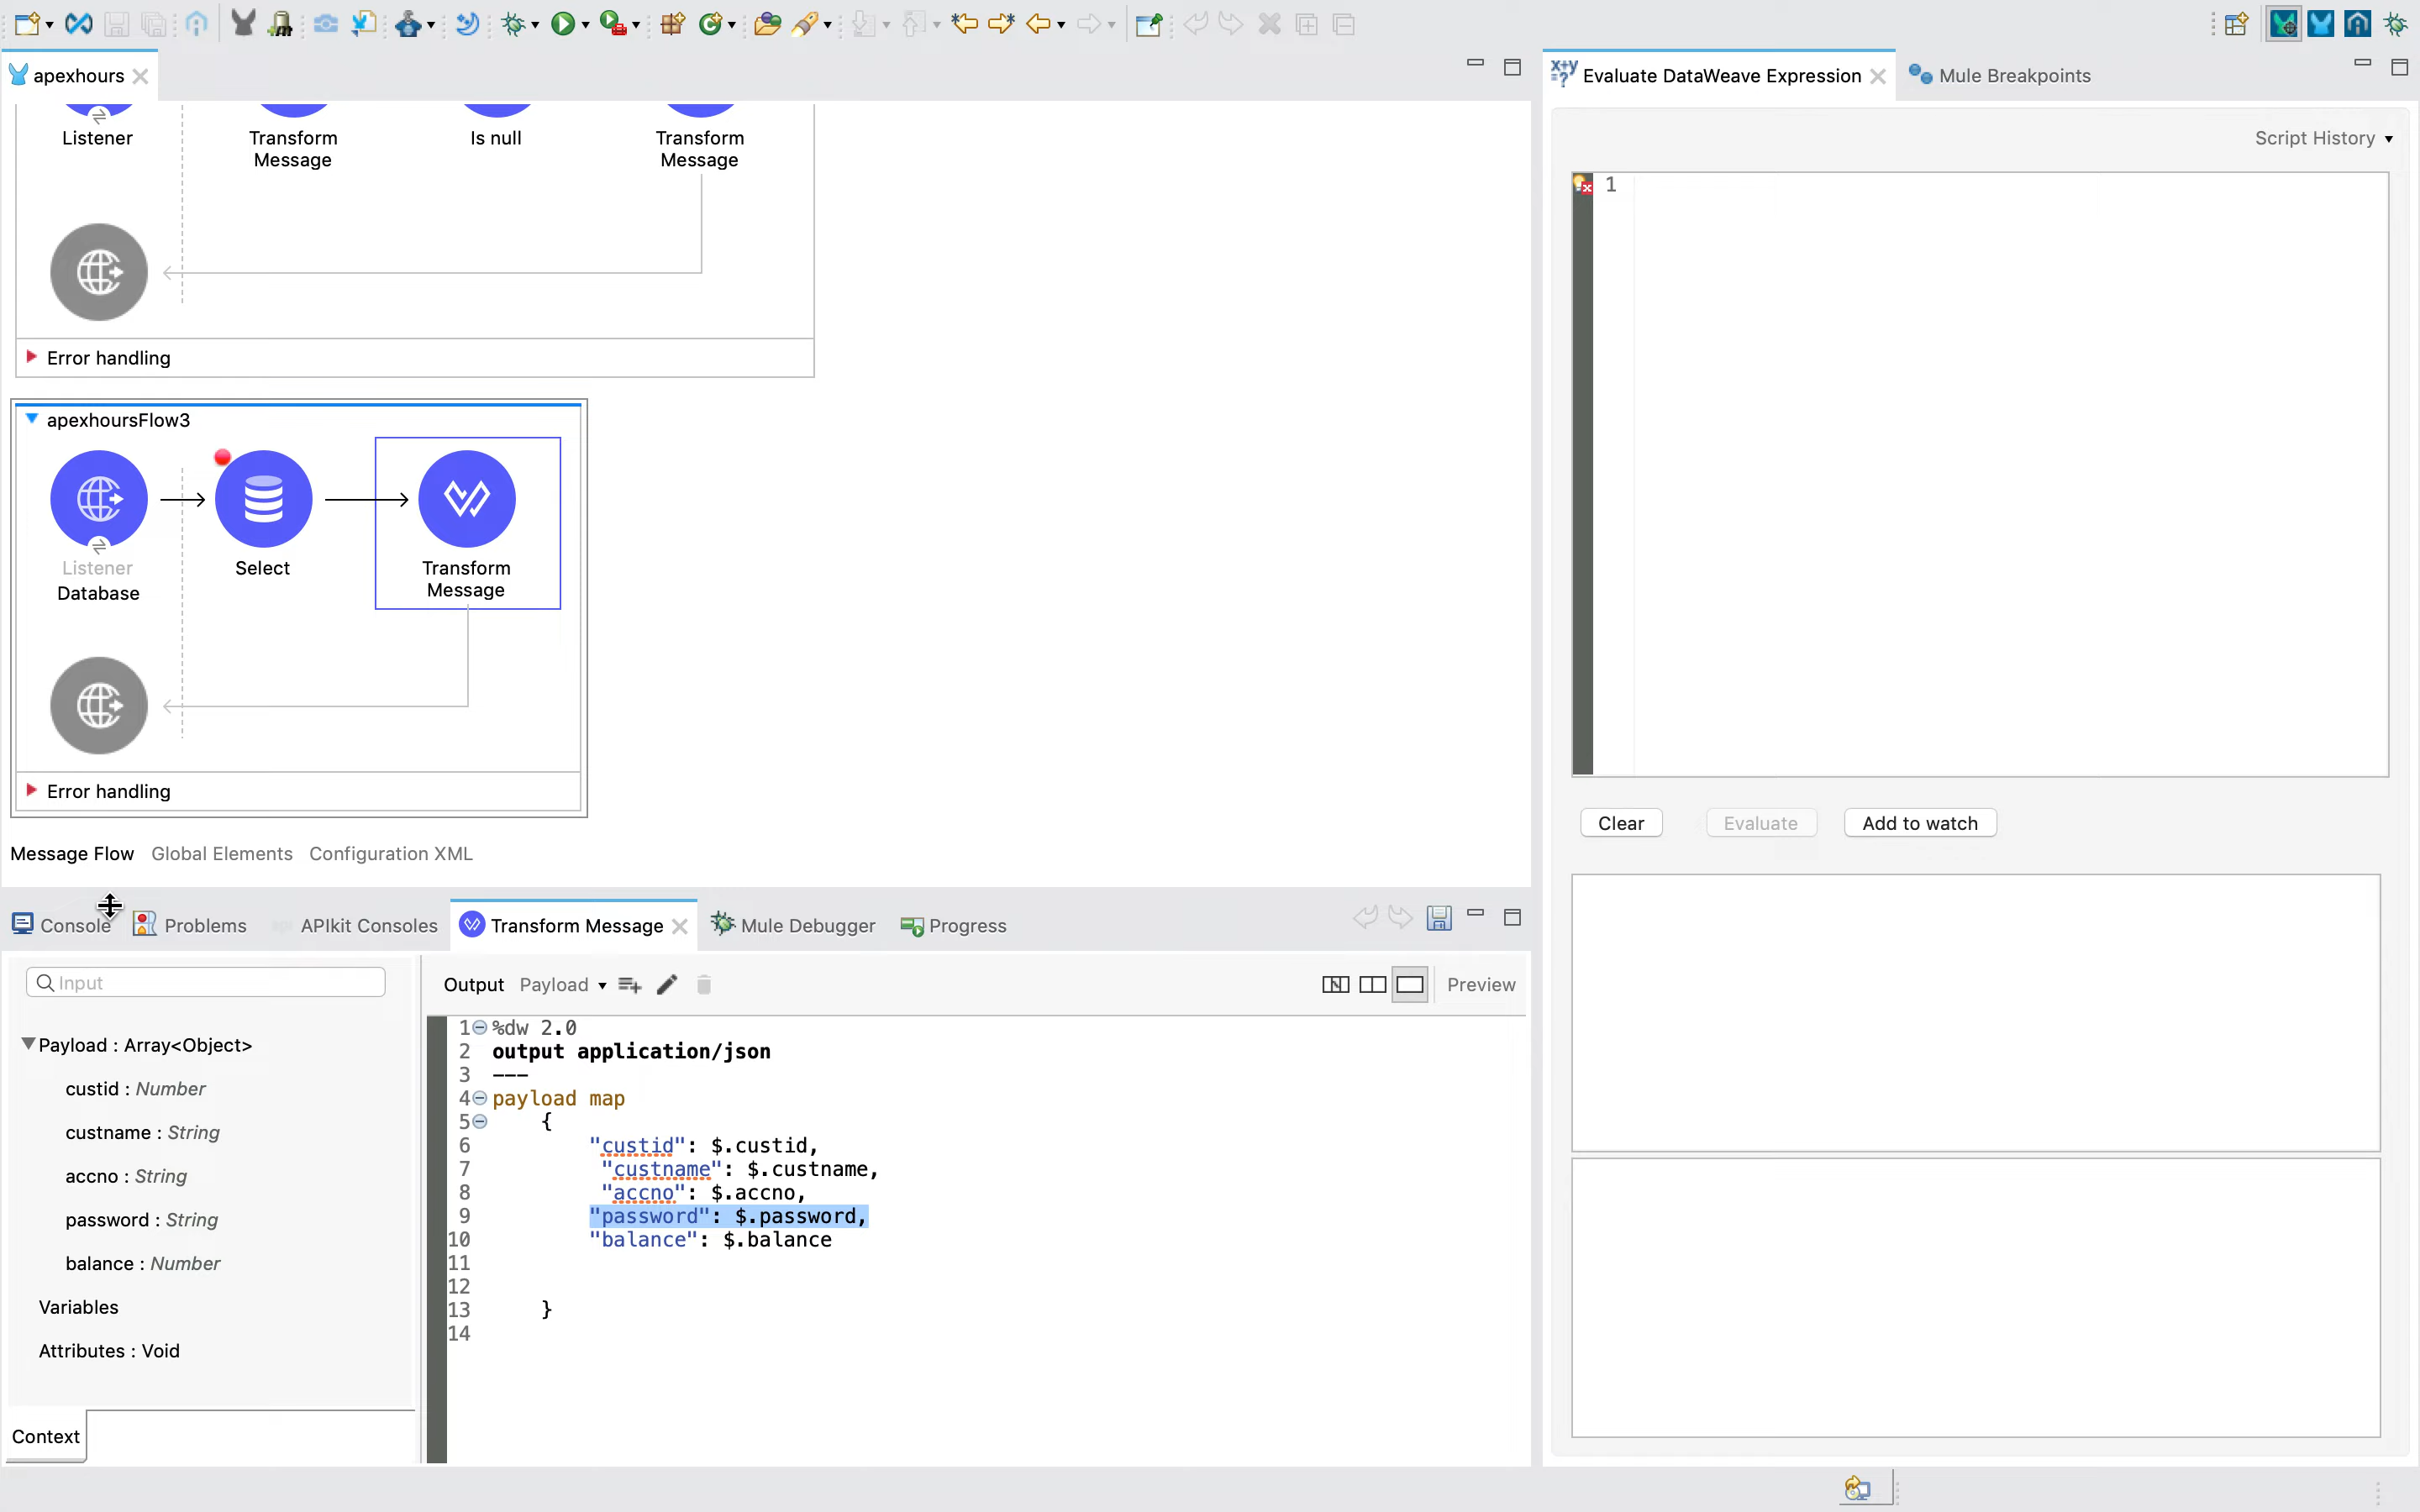 apexhours
Evaluate DataWeave Expression
Mule Breakpoints
Script History
Listener
Transform
Message
Is null
Transform
Message
Error handling
apexhoursFlow3
Listener
Database
Select
Transform
Message
Error handling
Message Flow
Global Elements
Configuration XML
1
Clear
Evaluate
Add to watch
Console
Problems
APIkit Consoles
Transform Message
Mule Debugger
Progress
Input
Output
Payload
Preview
Payload : Array<Object>
custid : Number
custname : String
accno : String
password : String
balance : Number
Variables
Attributes : Void
Context
1 %dw 2.0
2 output application/json
3 ---
4 payload map
5 {
6 "custid": $.custid,
7 "custname": $.custname,
8 "accno": $.accno,
9 "password": $.password,
10 "balance": $.balance
11
12
13 }
14